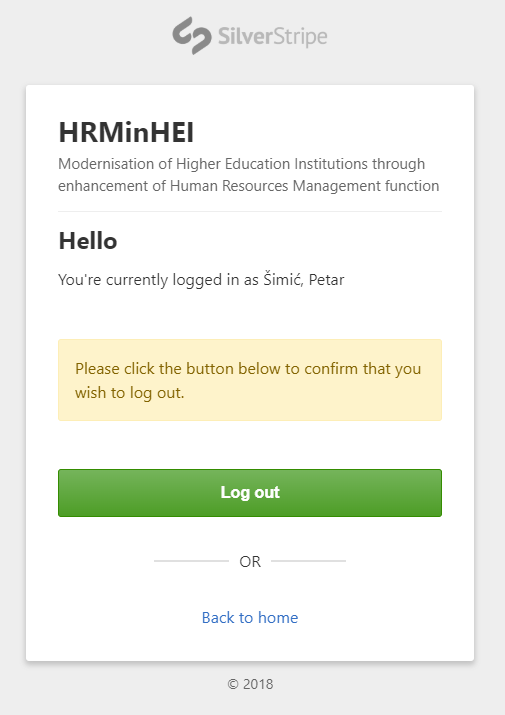 SilverStripe
HRMinHEI
Modernisation of Higher Education Institutions through
enhancement of Human Resources Management function
Hello
You're currently logged in as Šimić, Petar
Please click the button below to confirm that you
wish to log out.
Log out
OR
Back to home
© 2018